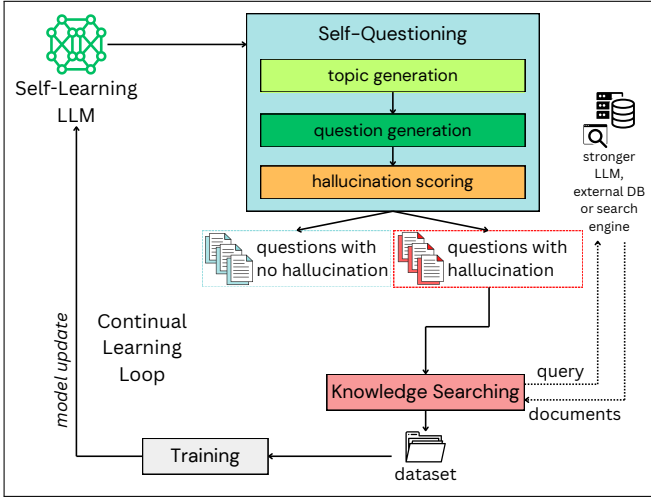 Self-Learning
LLM
Self-Questioning
topic generation
question generation
hallucination scoring
stronger
LLM,
external DB
or search
engine
questions with
no hallucination
questions with
hallucination
Continual
Learning
Loop
model update
Knowledge Searching
query
documents
Training
dataset